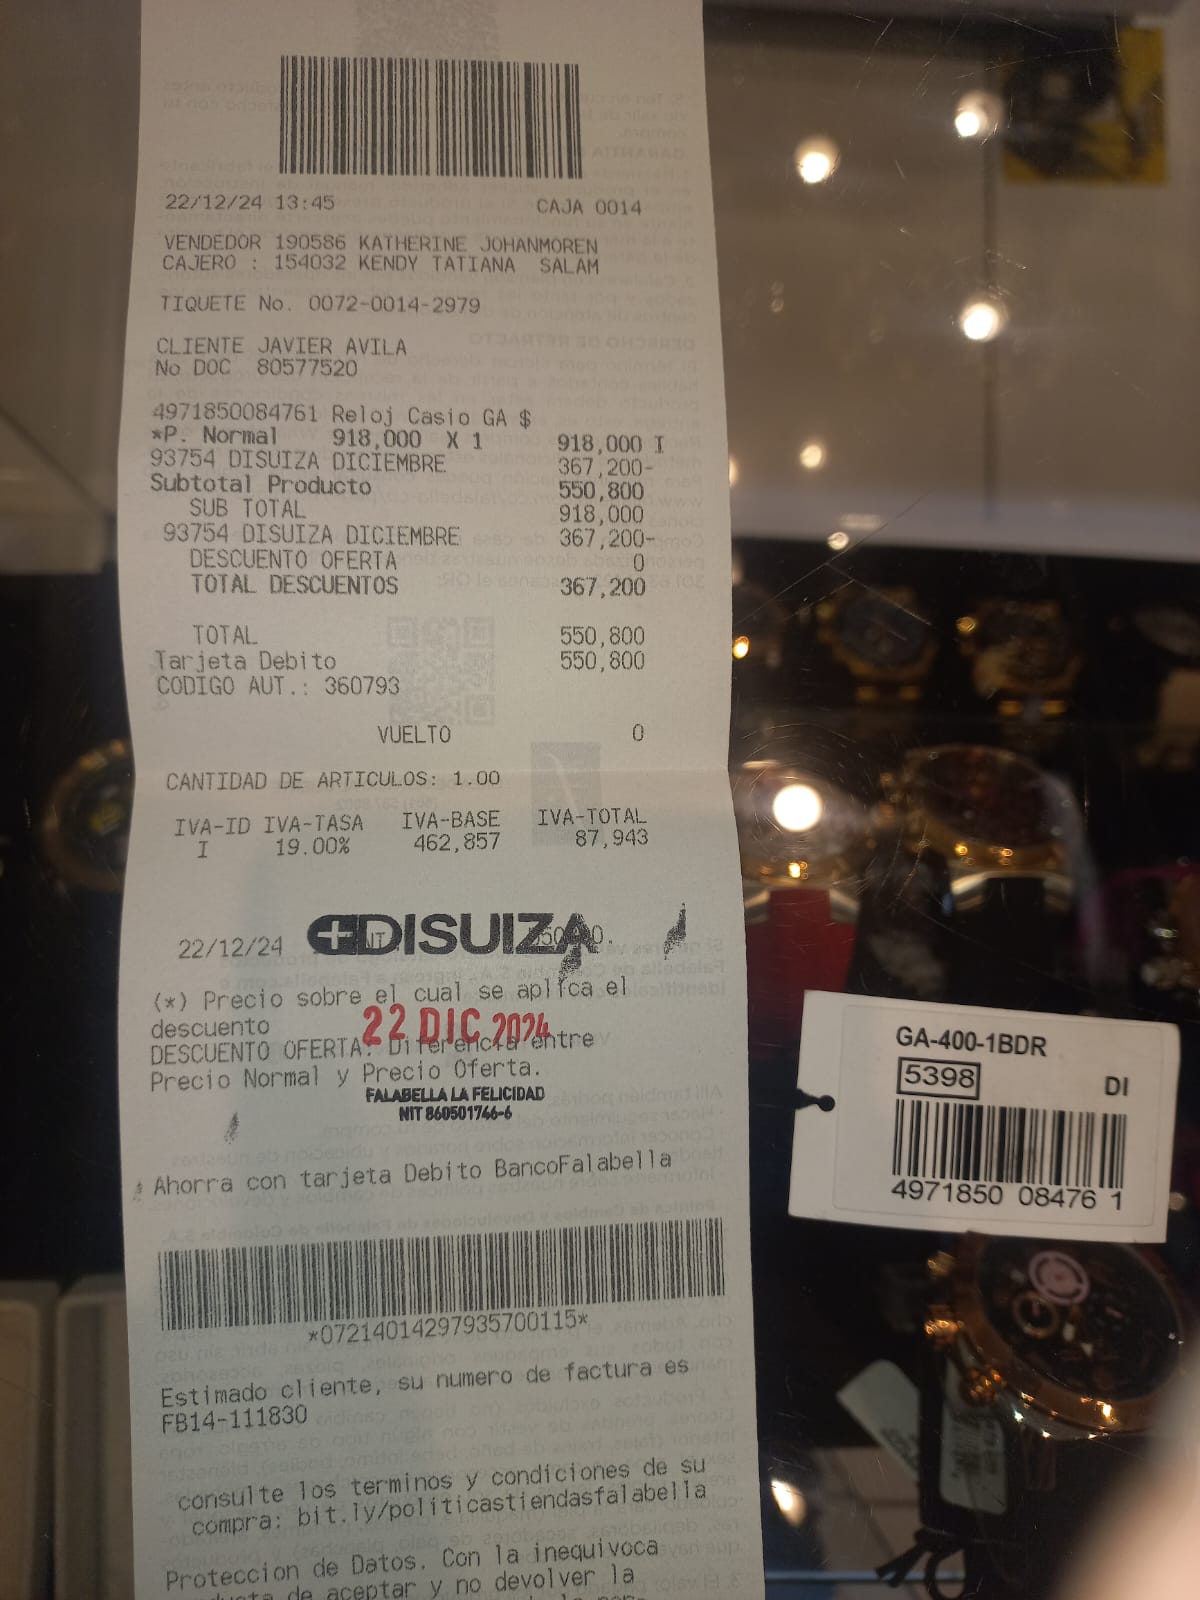 22/12/24 13:45 CAJA 0014
VENDEDOR 190586 KATHERINE JOHANMOREN
CAJERO : 154032 KENDY TATIANA SALAM
TIQUETE No. 0072-0014-2979
CLIENTE JAVIER AVILA
No DOC 80577520
4971850084761 Reloj Casio GA $
*P. Normal 918,000 X 1 918,000 I
93754 DISUIZA DICIEMBRE 367,200-
Subtotal Producto 550,800
SUB TOTAL 918,000
93754 DISUIZA DICIEMBRE 367,200-
DESCUENTO OFERTA 0
TOTAL DESCUENTOS 367,200
TOTAL 550,800
Tarjeta Debito 550,800
CODIGO AUT.: 360793
VUELTO 0
CANTIDAD DE ARTICULOS: 1.00
IVA-ID IVA-TASA IVA-BASE IVA-TOTAL
I 19.00% 462,857 87,943
22/12/24 DISUIZA
(*) Precio sobre el cual se aplica el
descuento
22 DIC 2024
DESCUENTO OFERTA: Diferencia entre
Precio Normal y Precio Oferta.
FALABELLA LA FELICIDAD
NIT 860501746-6
Ahorra con tarjeta Debito BancoFalabella
*07214014297935700115*
Estimado cliente, su numero de factura es
FB14-111830
consulte los terminos y condiciones de su
compra: bit.ly/politicastiendasfalabella
Proteccion de Datos. Con la inequivoca
de aceptar y no devolver la
GA-400-1BDR
5398 DI
4971850 08476 1